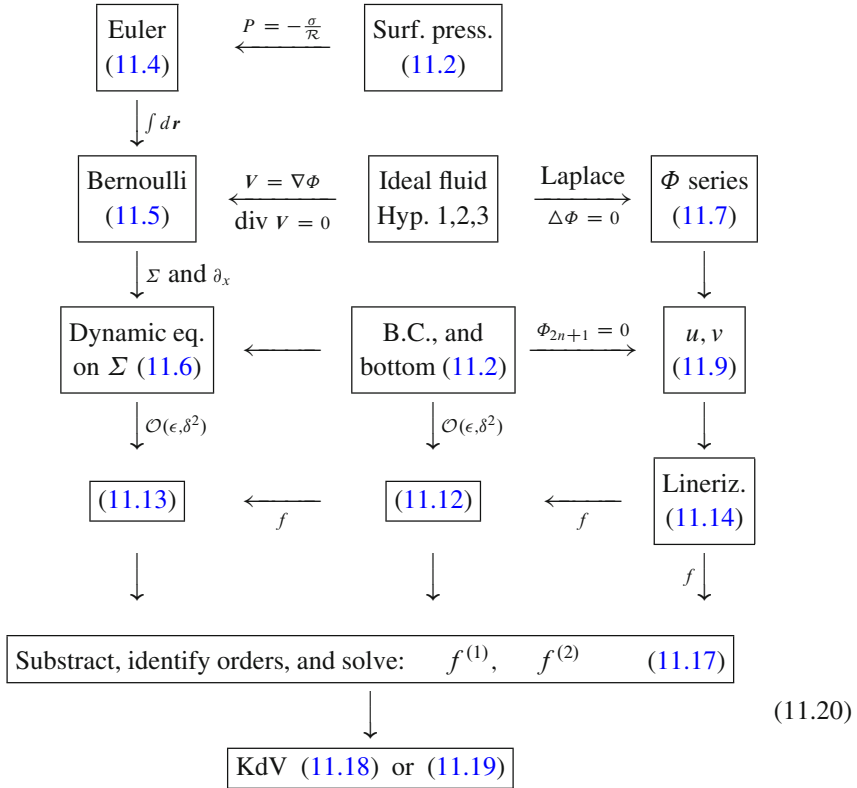 Euler P = −σ/R Surf. press.
(11.4) (11.2)
∫ dr
Bernoulli V = ∇Φ Ideal fluid Laplace Φ series
(11.5) div V = 0 Hyp. 1,2,3 △Φ = 0 (11.7)
Σ and ∂x
Dynamic eq. B.C., and Φ2n+1 = 0 u, v
on Σ (11.6) bottom (11.2) (11.9)
O(ϵ,δ²) O(ϵ,δ²)
Lineriz.
(11.13) f (11.12) f (11.14)
f
Substract, identify orders, and solve: f⁽¹⁾, f⁽²⁾ (11.17)
(11.20)
KdV (11.18) or (11.19)